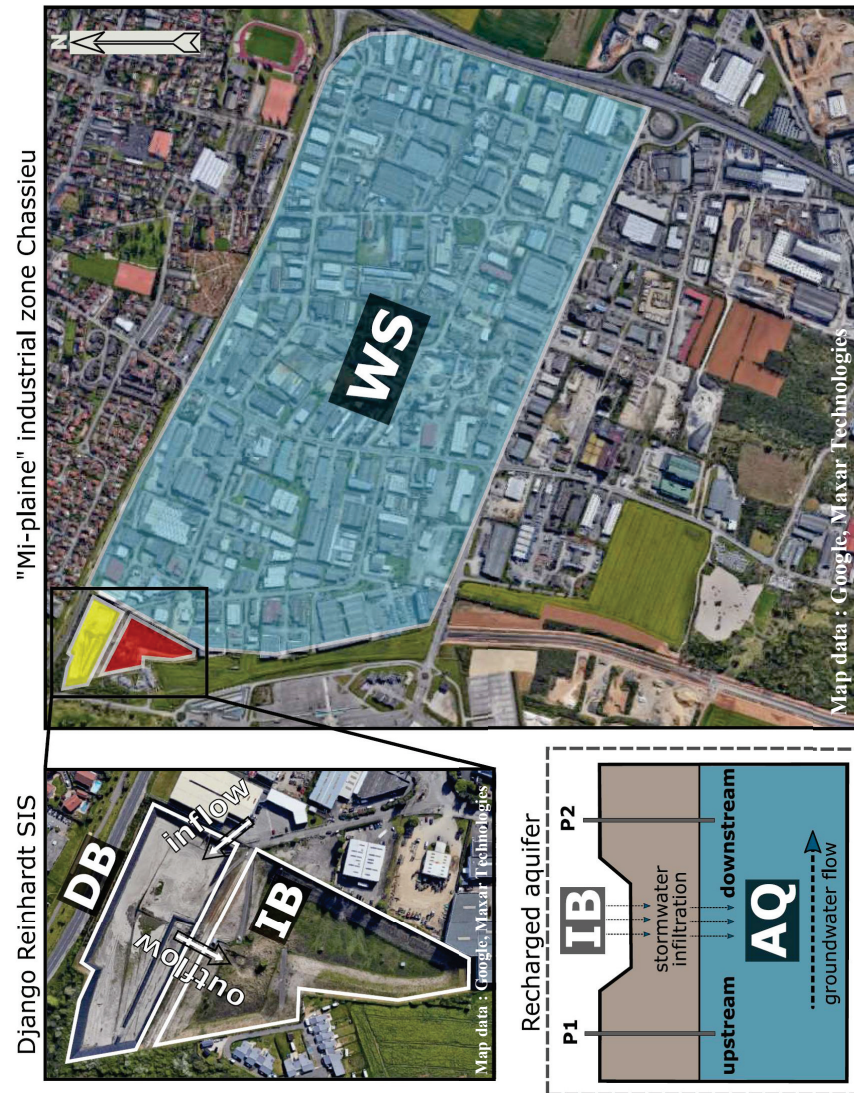 "Mi-plaine" industrial zone Chassieu
N
WS
Map data : Google, Maxar Technologies
Django Reinhardt SIS
DB
inflow
outflow
IB
Map data : Google, Maxar Technologies
Recharged aquifer
P1
IB
P2
stormwater
infiltration
upstream
downstream
AQ
groundwater flow